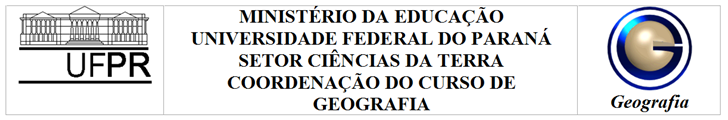 UFPR
MINISTÉRIO DA EDUCAÇÃO
UNIVERSIDADE FEDERAL DO PARANÁ
SETOR CIÊNCIAS DA TERRA
COORDENAÇÃO DO CURSO DE
GEOGRAFIA
Geografia